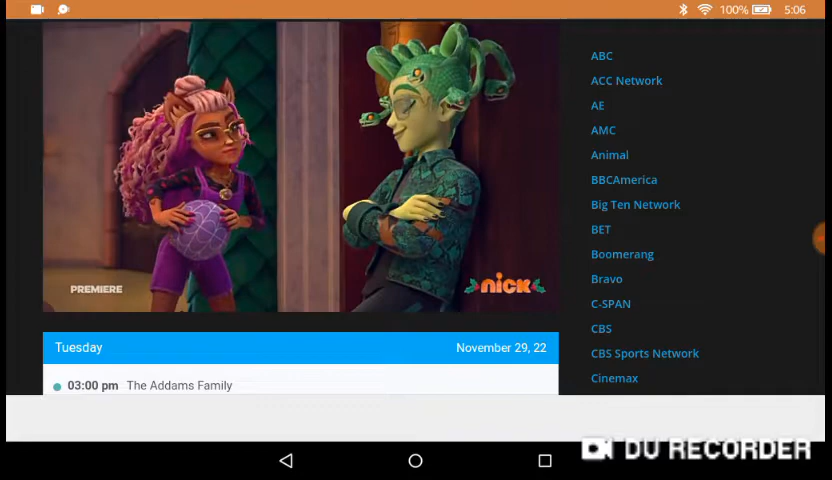 100% 5:06
PREMIERE
nick
Tuesday November 29, 22
03:00 pm The Addams Family
ABC
ACC Network
AE
AMC
Animal
BBCAmerica
Big Ten Network
BET
Boomerang
Bravo
C-SPAN
CBS
CBS Sports Network
Cinemax
DU RECORDER